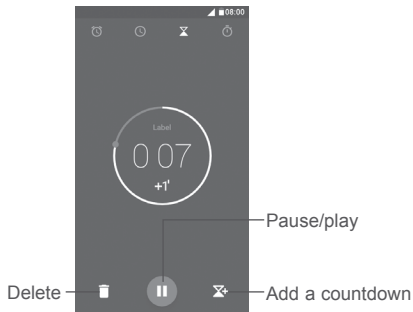 08:00
Label
0 07
+1'
Pause/play
Delete
Add a countdown